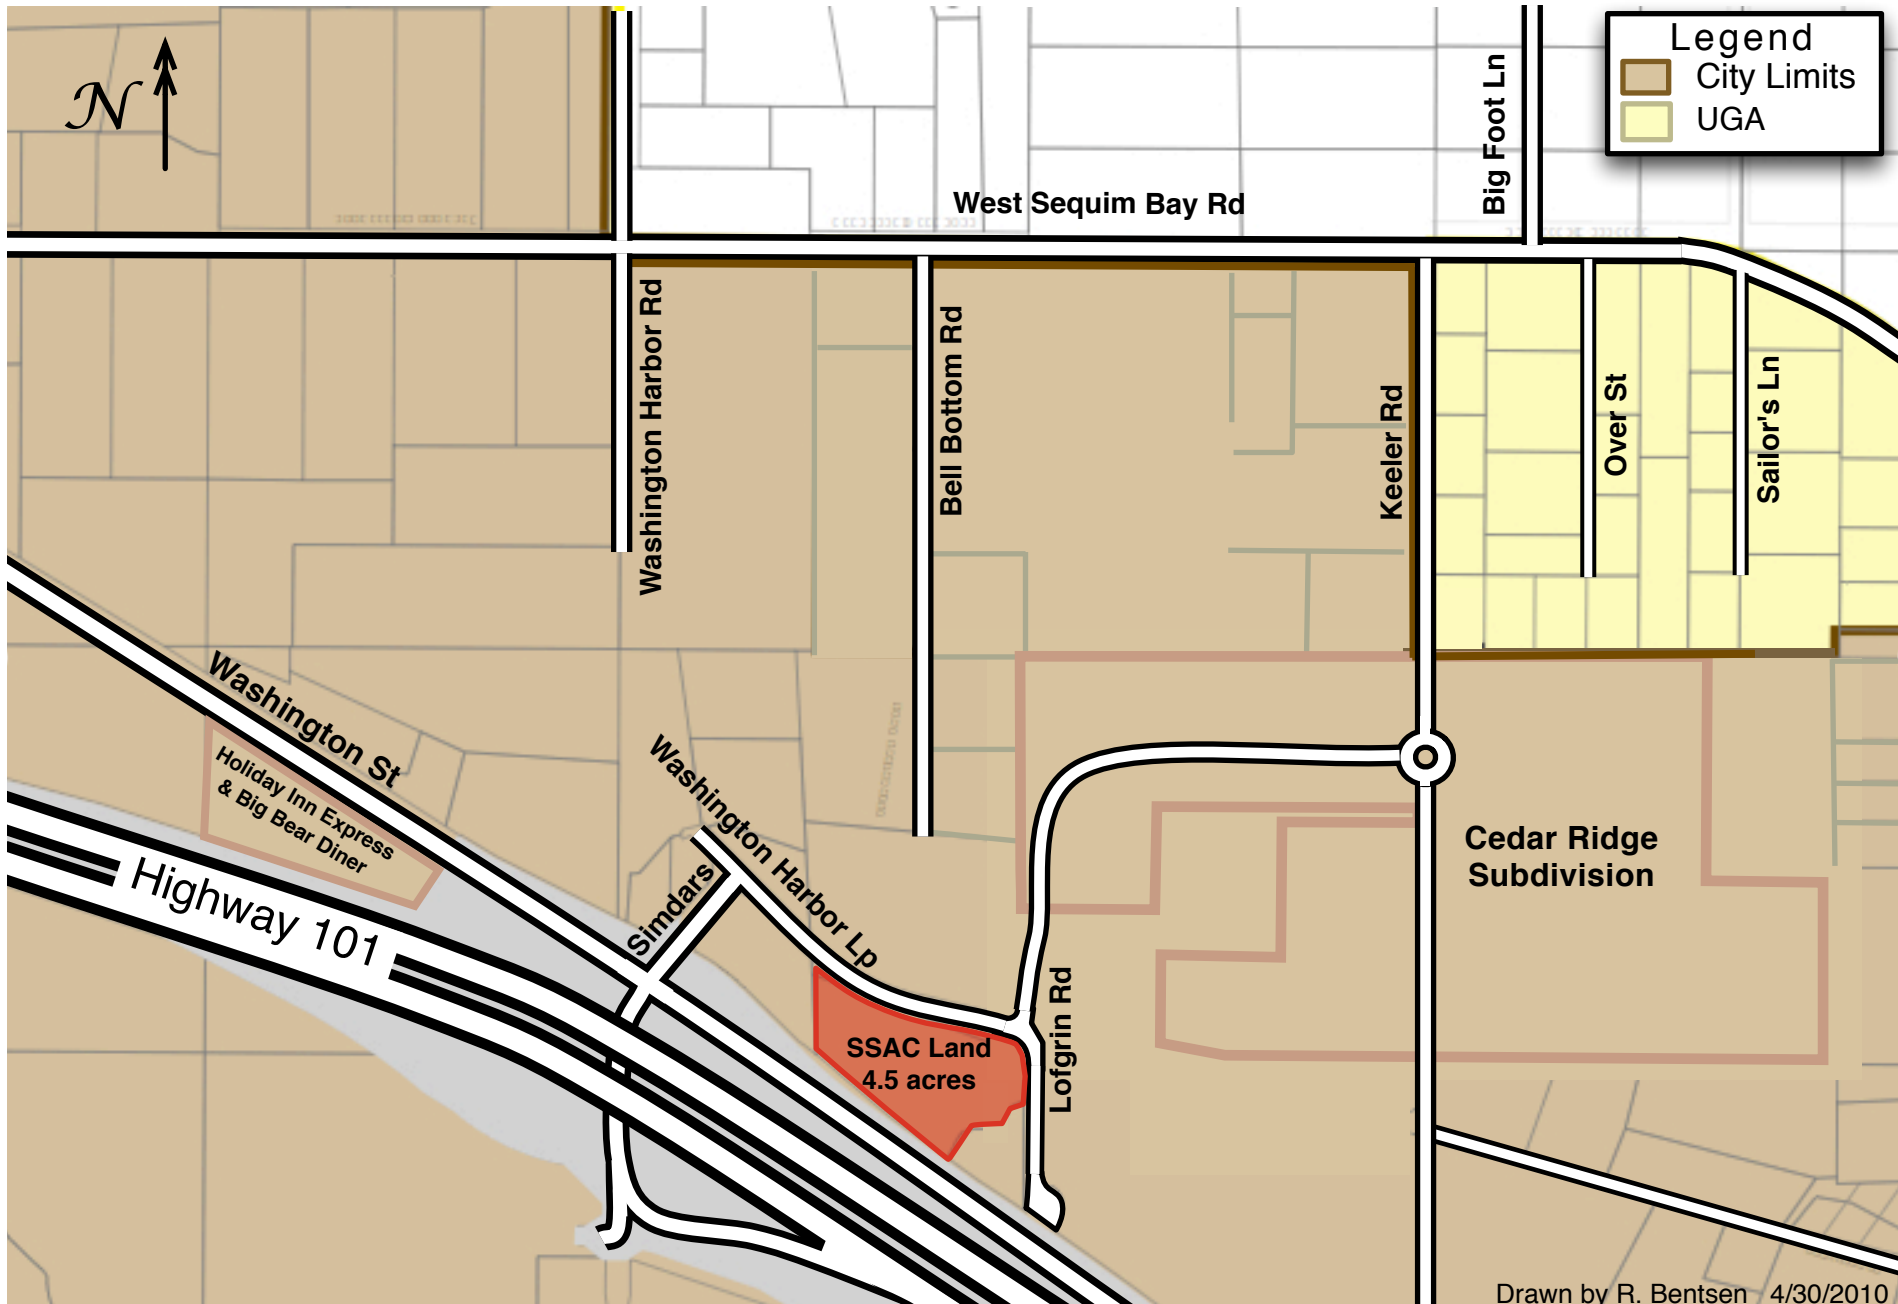 N
Legend
City Limits
UGA
Big Foot Ln
West Sequim Bay Rd
Washington Harbor Rd
Bell Bottom Rd
Keeler Rd
Over St
Sailor's Ln
Washington St
Holiday Inn Express
& Big Bear Diner
Highway 101
Washington Harbor Lp
Simdars
Cedar Ridge
Subdivision
SSAC Land
4.5 acres
Lofgrin Rd
Drawn by R. Bentsen 4/30/2010